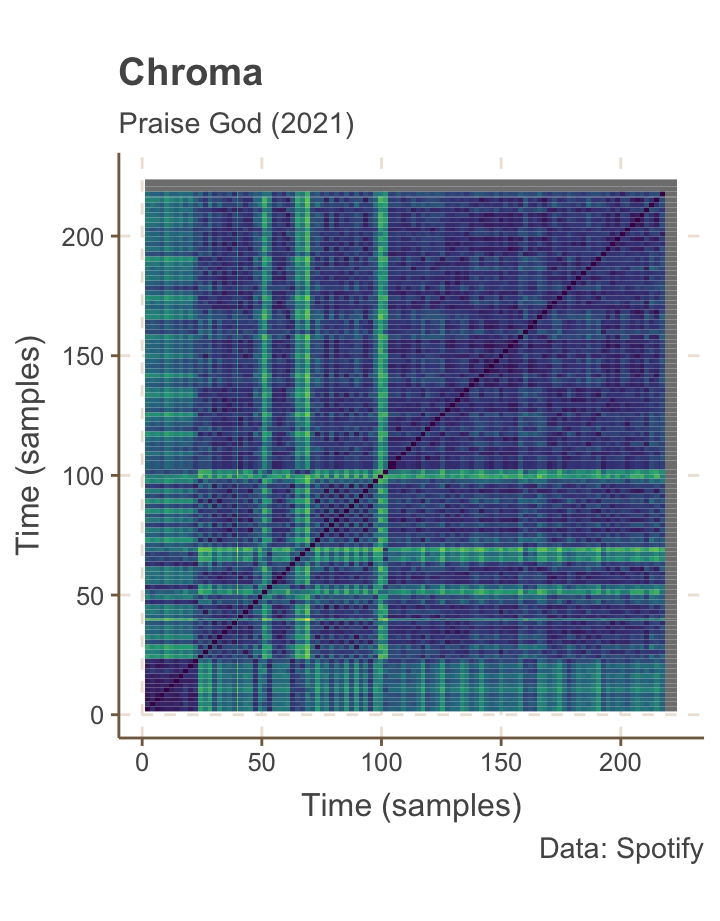 Chroma
Praise God (2021)
Time (samples)
200
150
100
50
0
0 50 100 150 200
Time (samples)
Data: Spotify